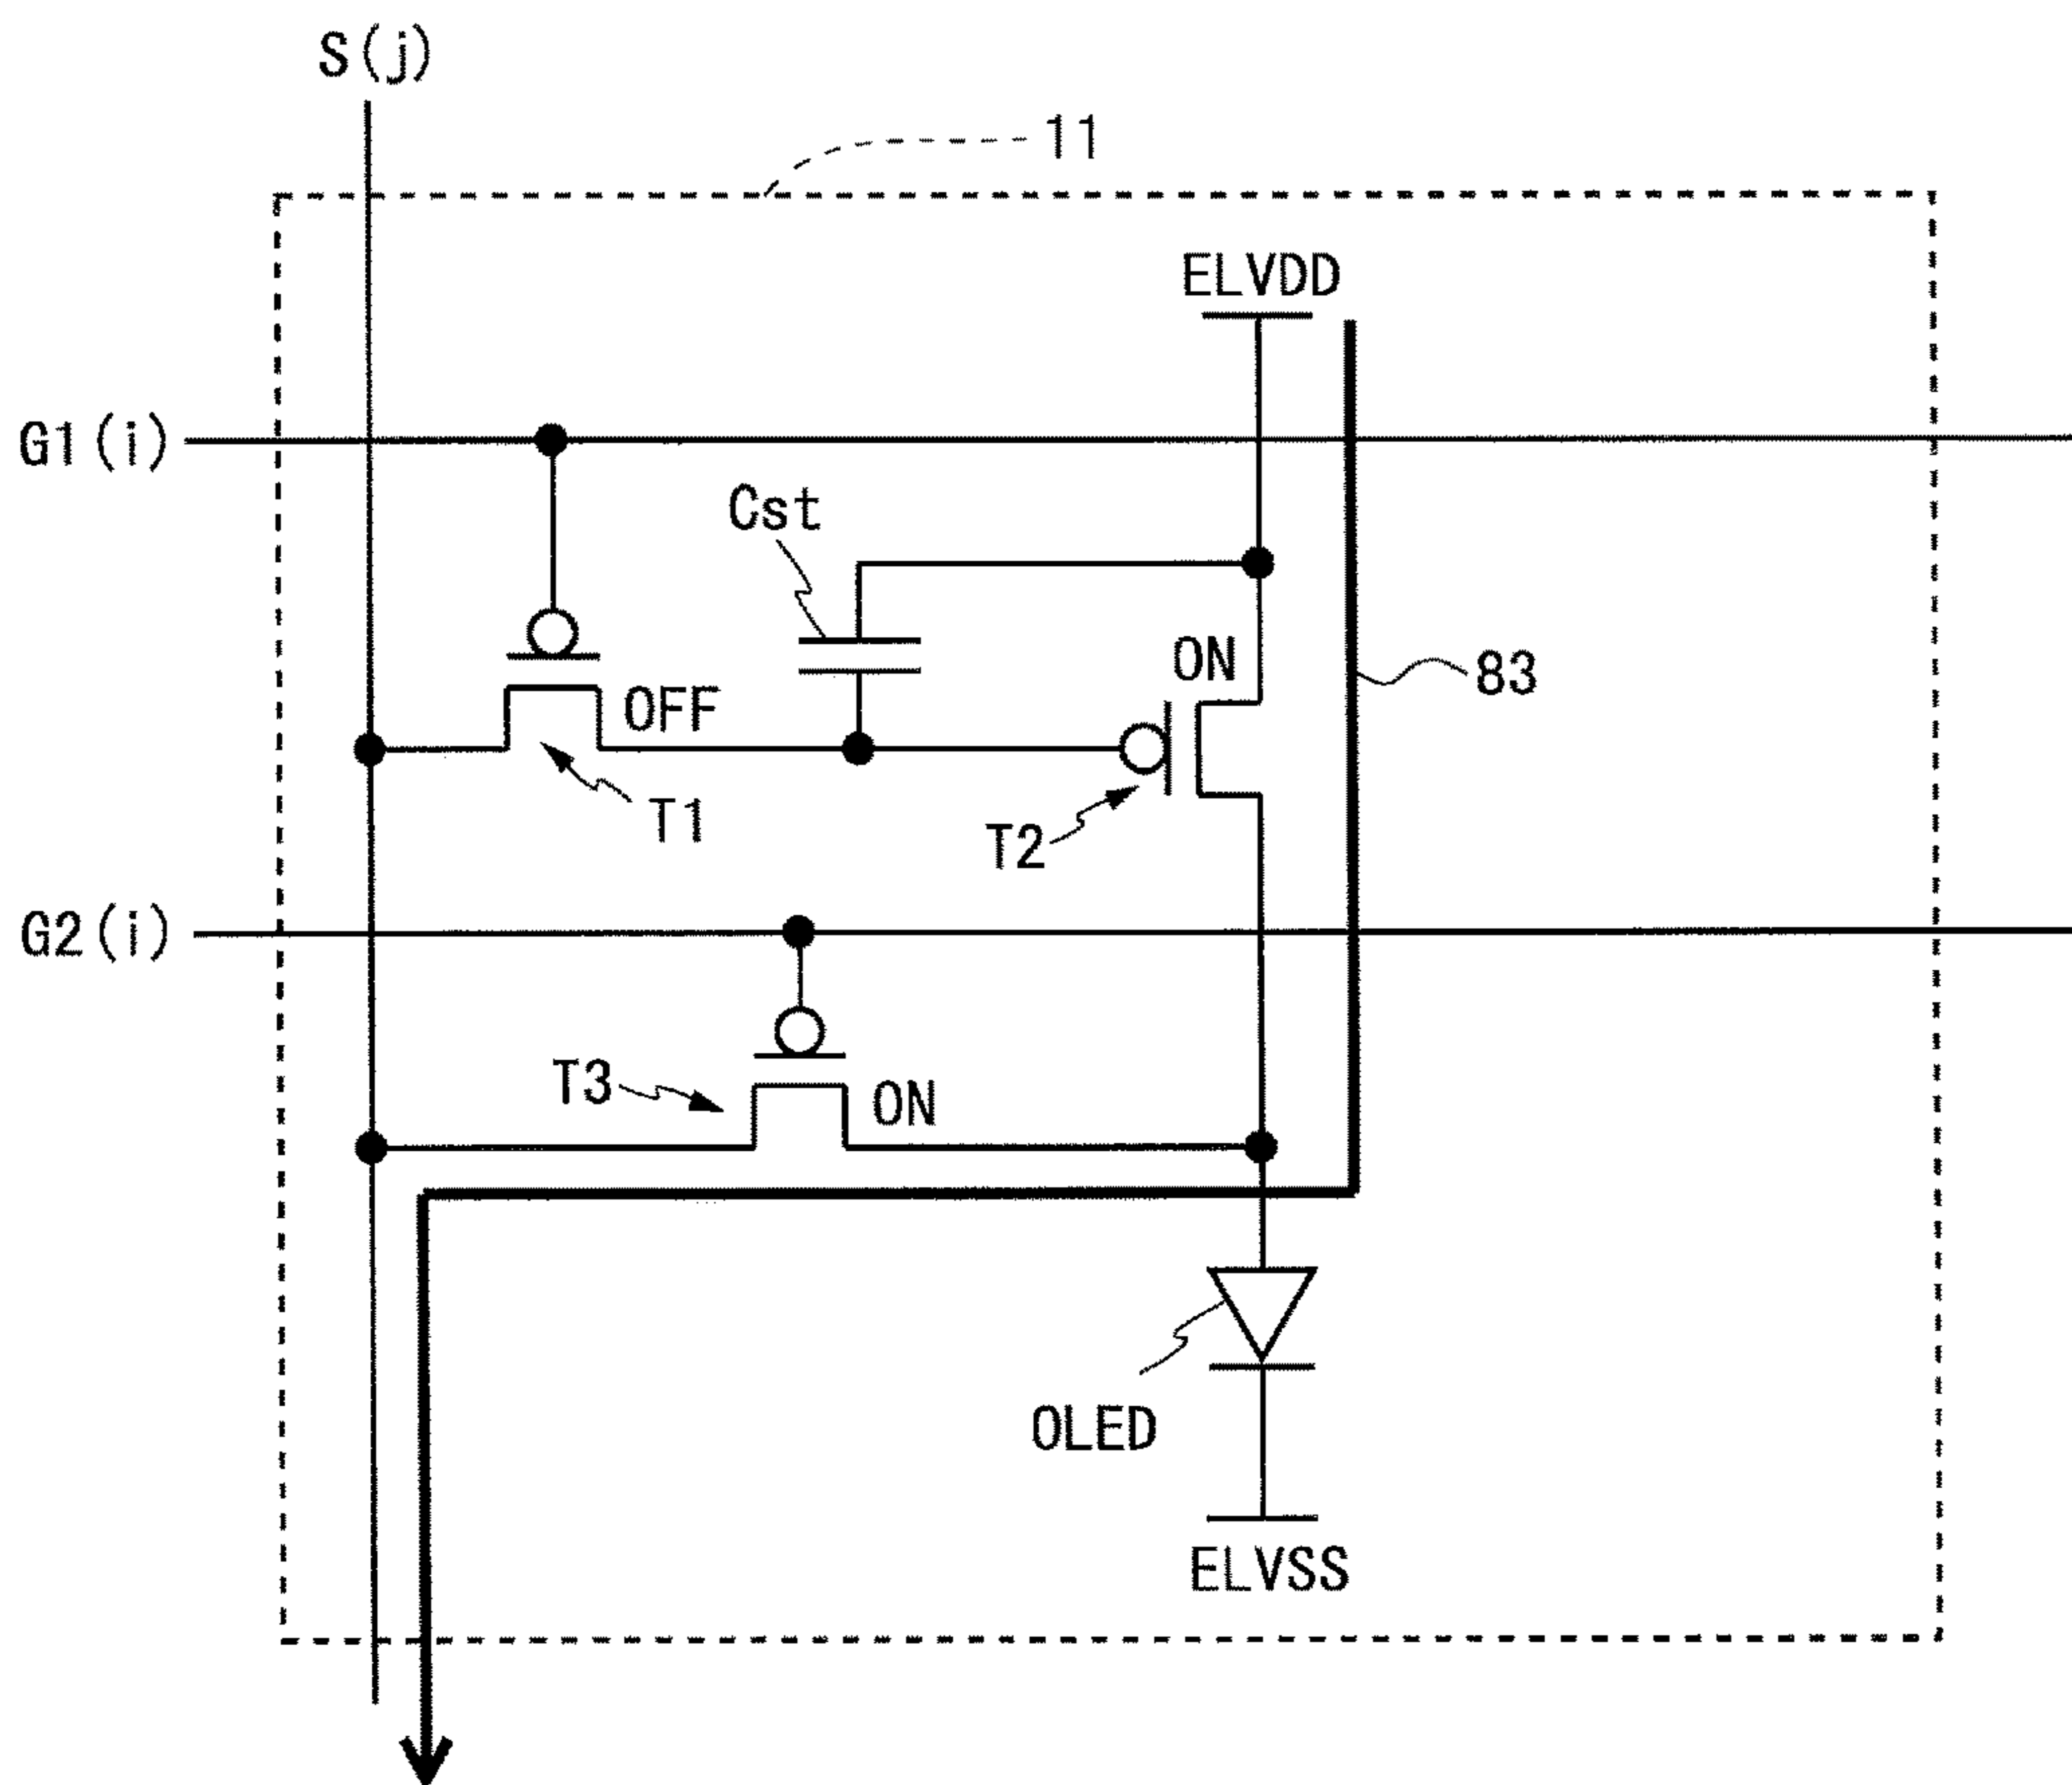 S(j)
11
ELVDD
G1(i)
Cst
ON
83
OFF
T1
T2
G2(i)
T3
ON
OLED
ELVSS